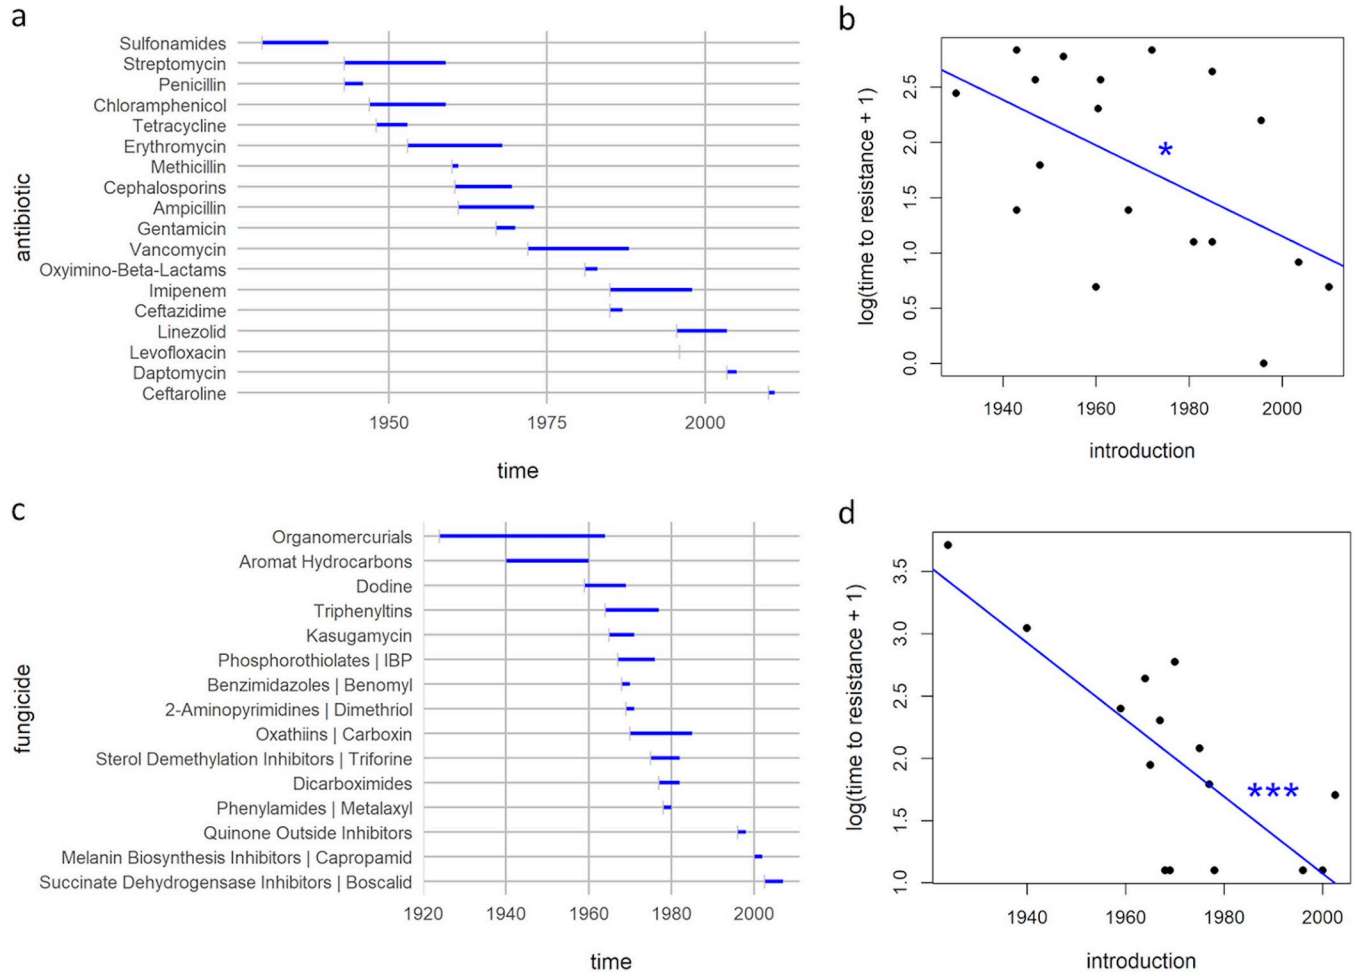 a
antibiotic
Sulfonamides
Streptomycin
Penicillin
Chloramphenicol
Tetracycline
Erythromycin
Methicillin
Cephalosporins
Ampicillin
Gentamicin
Vancomycin
Oxyimino-Beta-Lactams
Imipenem
Ceftazidime
Linezolid
Levofloxacin
Daptomycin
Ceftaroline
1950 1975 2000
time
b
log(time to resistance + 1)
2.5
2.0
1.5
1.0
0.5
0.0
*
1940 1960 1980 2000
introduction
c
fungicide
Organomercurials
Aromat Hydrocarbons
Dodine
Triphenyltins
Kasugamycin
Phosphorothiolates | IBP
Benzimidazoles | Benomyl
2-Aminopyrimidines | Dimethriol
Oxathiins | Carboxin
Sterol Demethylation Inhibitors | Triforine
Dicarboximides
Phenylamides | Metalaxyl
Quinone Outside Inhibitors
Melanin Biosynthesis Inhibitors | Capropamid
Succinate Dehydrogensase Inhibitors | Boscalid
1920 1940 1960 1980 2000
time
d
log(time to resistance + 1)
3.5
3.0
2.5
2.0
1.5
1.0
***
1940 1960 1980 2000
introduction